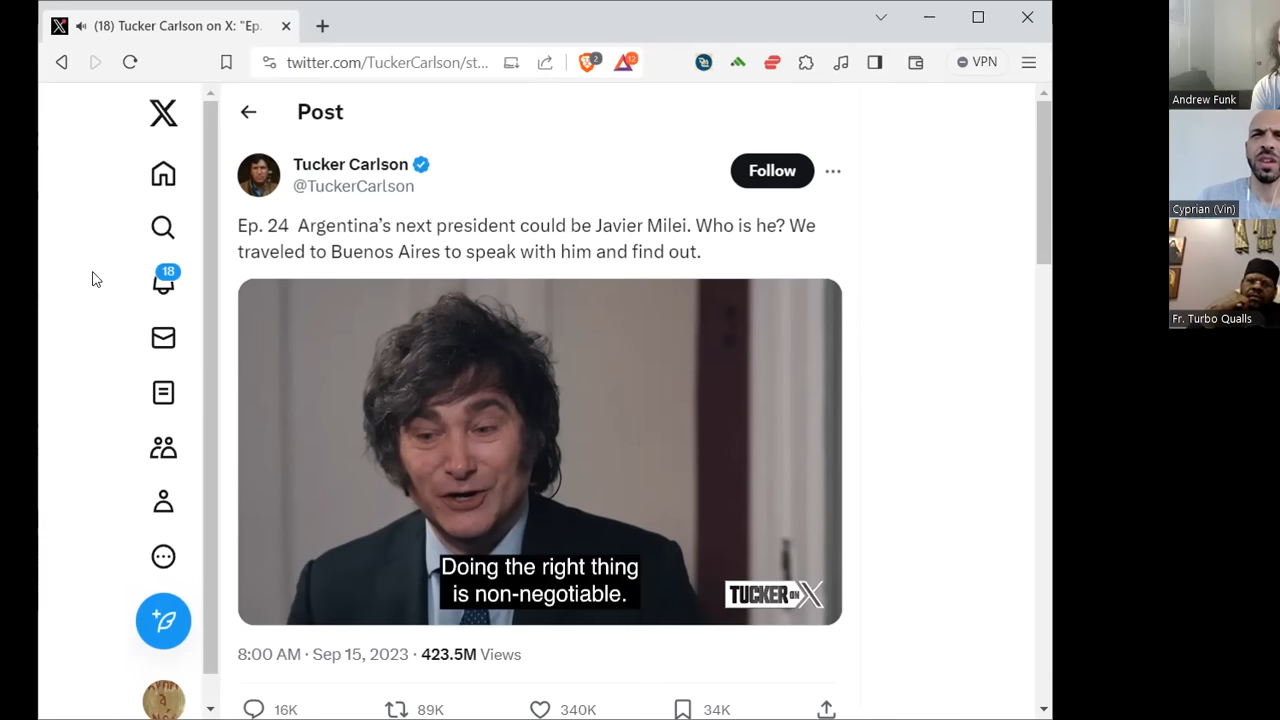 (18) Tucker Carlson on X: "Ep.
twitter.com/TuckerCarlson/st...
2
12
VPN
Post
Tucker Carlson
@TuckerCarlson
Follow
Ep. 24 Argentina’s next president could be Javier Milei. Who is he? We
traveled to Buenos Aires to speak with him and find out.
18
Doing the right thing
is non-negotiable.
TUCKER ON X
8:00 AM · Sep 15, 2023 · 423.5M Views
16K
89K
340K
34K
Andrew Funk
Cyprian (Vin)
Fr. Turbo Qualls